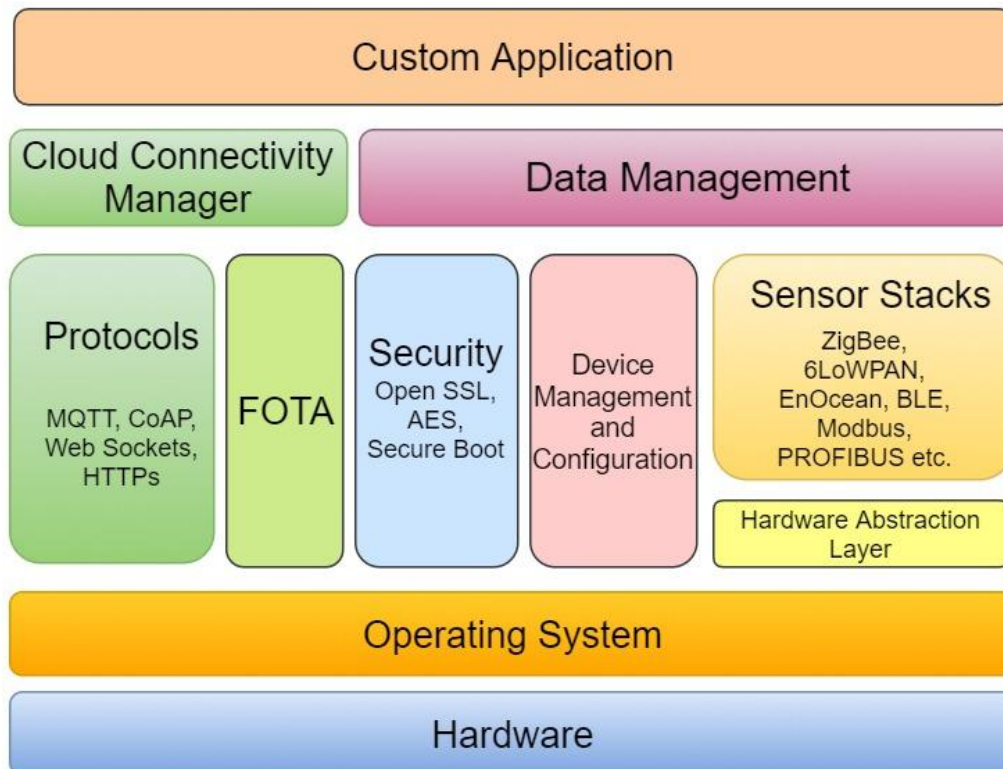 Custom Application
Cloud Connectivity
Manager
Data Management
Protocols
MQTT, CoAP,
Web Sockets,
HTTPs
FOTA
Security
Open SSL,
AES,
Secure Boot
Device
Management
and
Configuration
Sensor Stacks
ZigBee,
6LoWPAN,
EnOcean, BLE,
Modbus,
PROFIBUS etc.
Hardware Abstraction
Layer
Operating System
Hardware